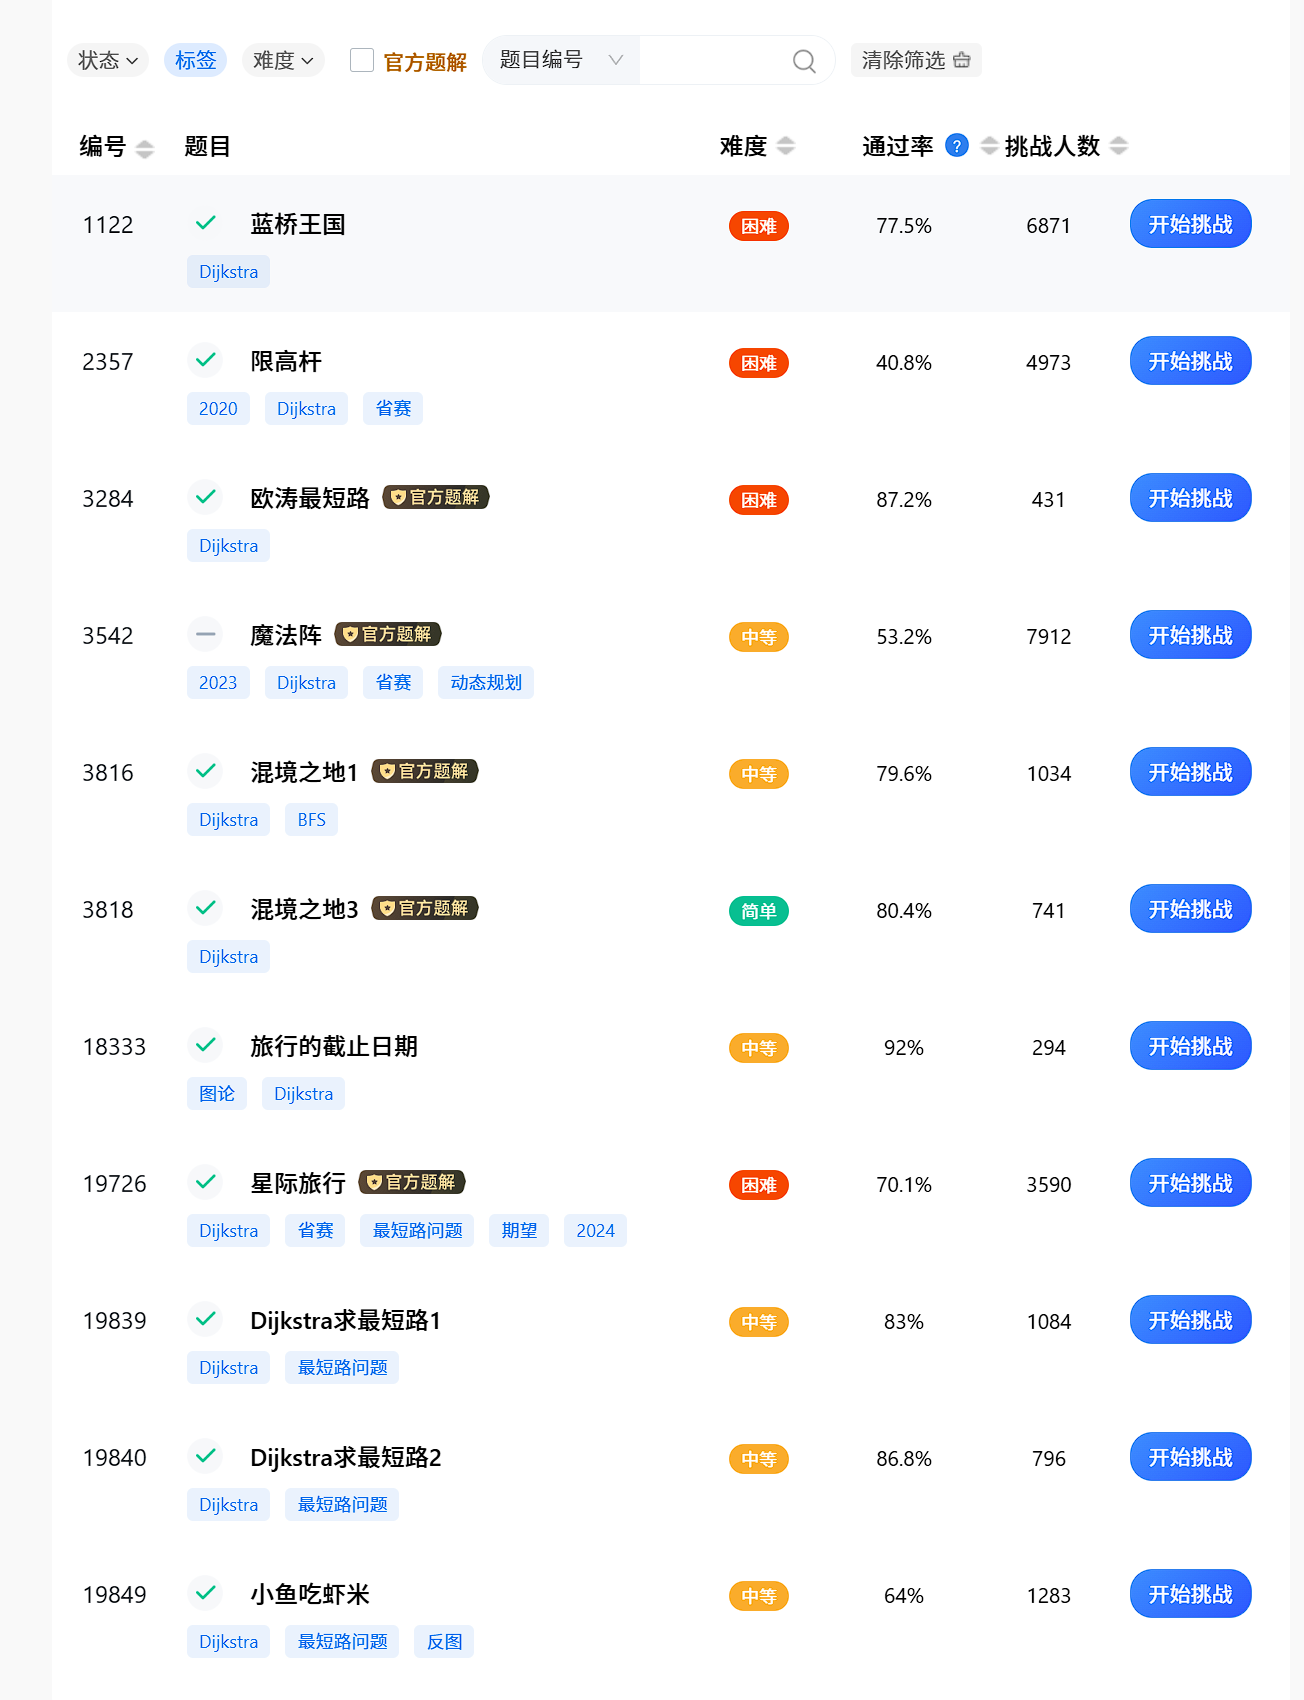 状态 标签 难度 官方题解 题目编号 清除筛选
编号 题目 难度 通过率 ? 挑战人数
1122 蓝桥王国 困难 77.5% 6871 开始挑战
Dijkstra
2357 限高杆 困难 40.8% 4973 开始挑战
2020 Dijkstra 省赛
3284 欧涛最短路 官方题解 困难 87.2% 431 开始挑战
Dijkstra
3542 魔法阵 官方题解 中等 53.2% 7912 开始挑战
2023 Dijkstra 省赛 动态规划
3816 混境之地1 官方题解 中等 79.6% 1034 开始挑战
Dijkstra BFS
3818 混境之地3 官方题解 简单 80.4% 741 开始挑战
Dijkstra
18333 旅行的截止日期 中等 92% 294 开始挑战
图论 Dijkstra
19726 星际旅行 官方题解 困难 70.1% 3590 开始挑战
Dijkstra 省赛 最短路问题 期望 2024
19839 Dijkstra求最短路1 中等 83% 1084 开始挑战
Dijkstra 最短路问题
19840 Dijkstra求最短路2 中等 86.8% 796 开始挑战
Dijkstra 最短路问题
19849 小鱼吃虾米 中等 64% 1283 开始挑战
Dijkstra 最短路问题 反图